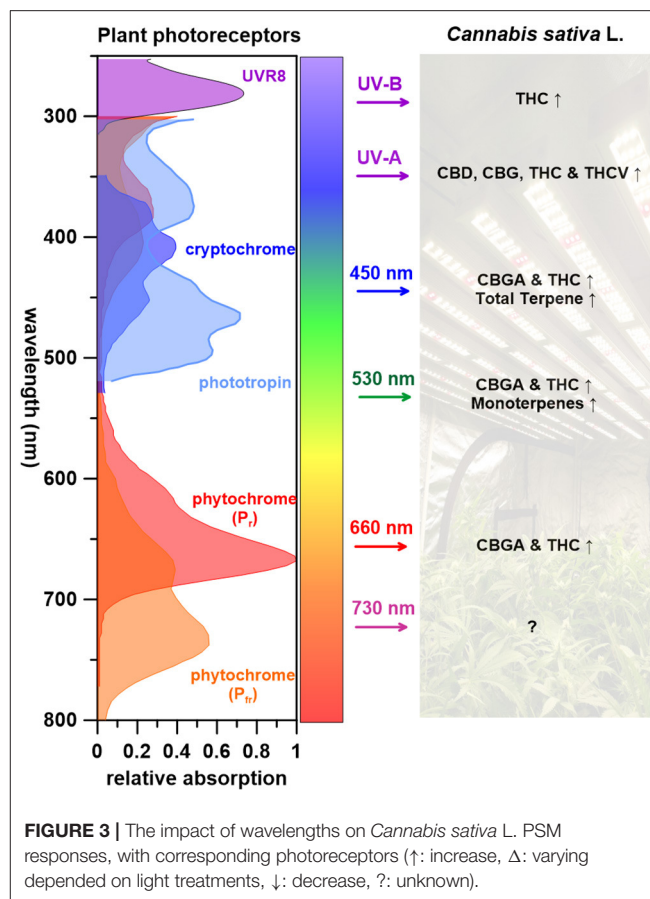 Plant photoreceptors
Cannabis sativa L.
UVR8
UV-B
THC ↑
300
UV-A
CBD, CBG, THC & THCV ↑
400
cryptochrome
450 nm
CBGA & THC ↑
Total Terpene ↑
wavelength (nm)
500
phototropin
530 nm
CBGA & THC ↑
Monoterpenes ↑
600
phytochrome
(Pr)
660 nm
CBGA & THC ↑
700
730 nm
?
phytochrome
(Pfr)
800
0 0.2 0.4 0.6 0.8 1
relative absorption
FIGURE 3 | The impact of wavelengths on Cannabis sativa L. PSM
responses, with corresponding photoreceptors (↑: increase, Δ: varying
depended on light treatments, ↓: decrease, ?: unknown).